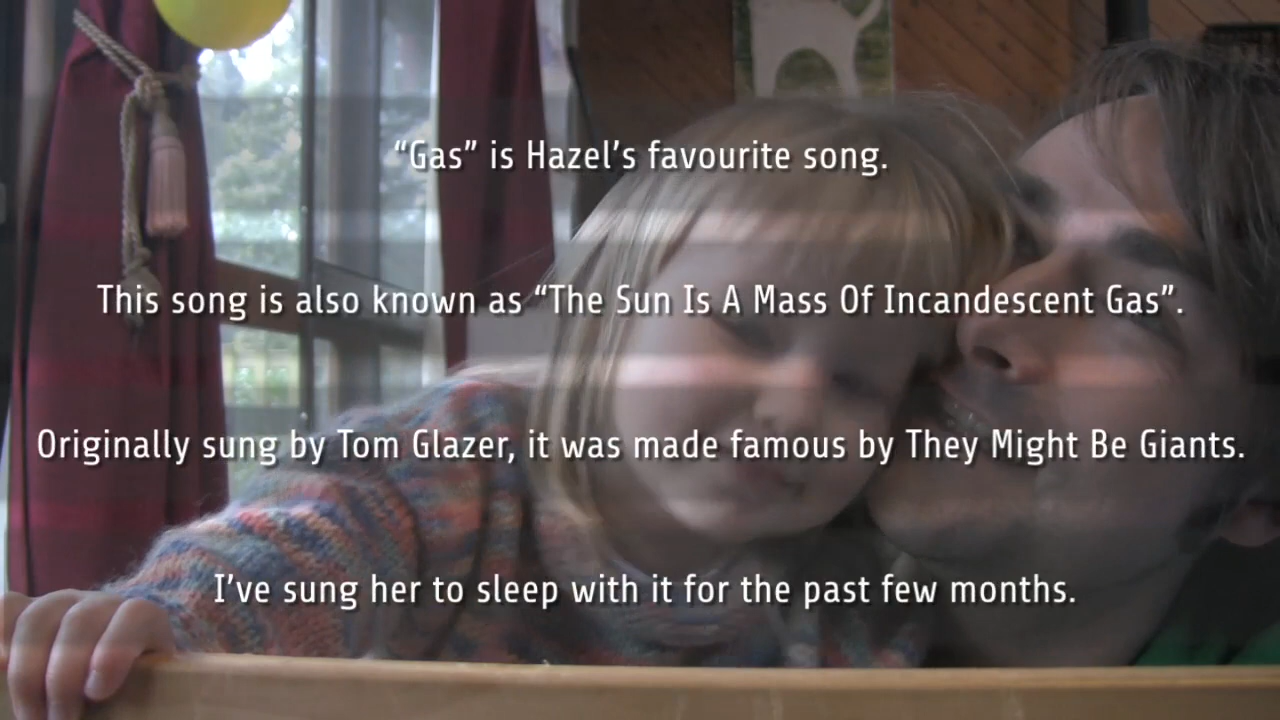 “Gas” is Hazel’s favourite song.
This song is also known as “The Sun Is A Mass Of Incandescent Gas”.
Originally sung by Tom Glazer, it was made famous by They Might Be Giants.
I’ve sung her to sleep with it for the past few months.